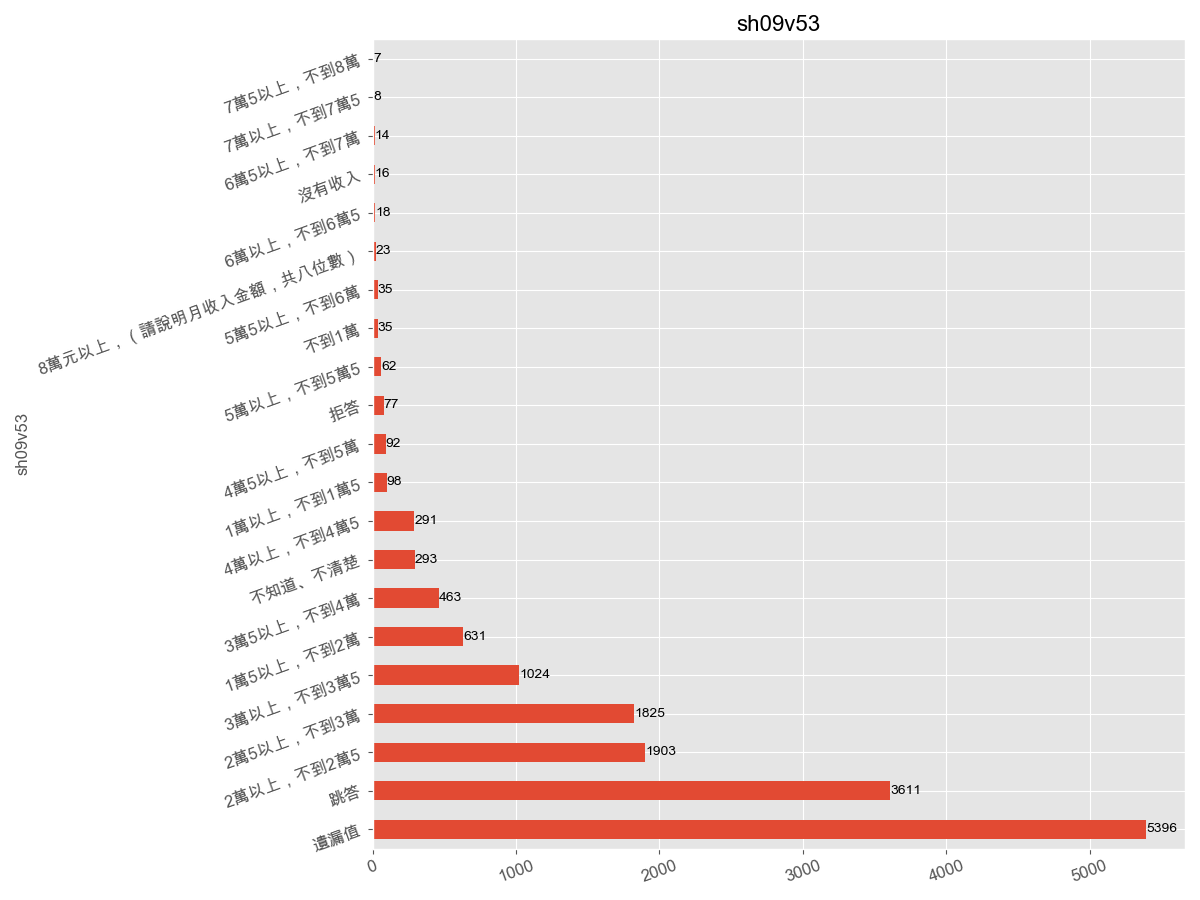 sh09v53
7萬5以上，不到8萬 7
7萬以上，不到7萬5 8
6萬5以上，不到7萬 14
沒有收入 16
6萬以上，不到6萬5 18
8萬元以上，（請說明月收入金額，共八位數） 23
5萬5以上，不到6萬 35
不到1萬 35
5萬以上，不到5萬5 62
拒答 77
4萬5以上，不到5萬 92
1萬以上，不到1萬5 98
4萬以上，不到4萬5 291
不知道、不清楚 293
3萬5以上，不到4萬 463
1萬5以上，不到2萬 631
3萬以上，不到3萬5 1024
2萬5以上，不到3萬 1825
2萬以上，不到2萬5 1903
跳答 3611
遺漏值 5396
0 1000 2000 3000 4000 5000
sh09v53